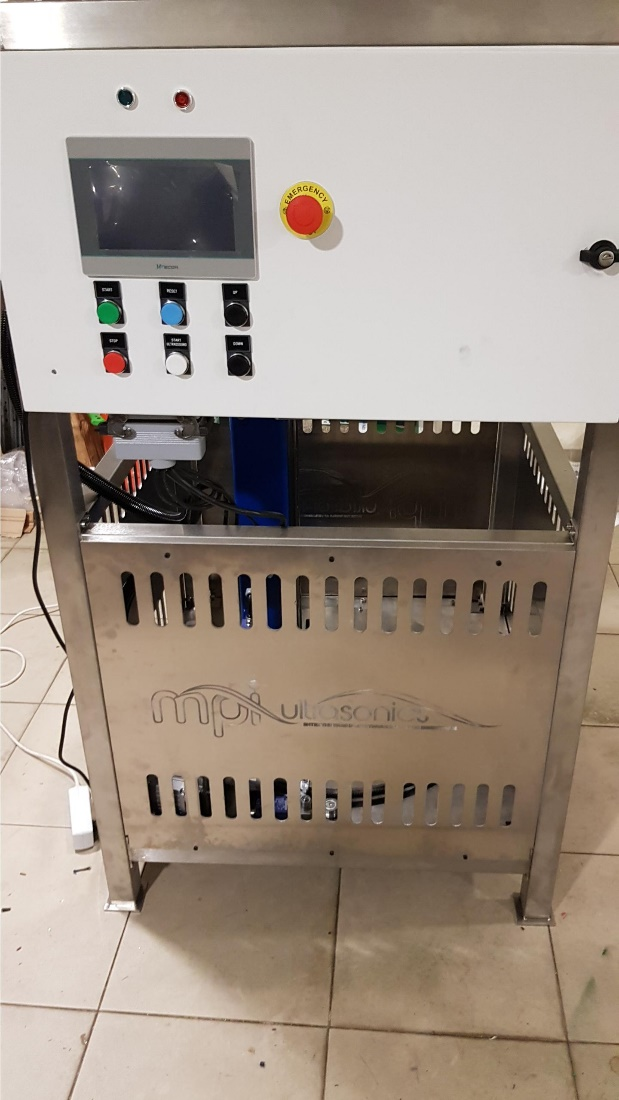 EMERGENCY
START
RESET
UP
STOP
START
ULTRASOUND
DOWN
mpi ultrasonics